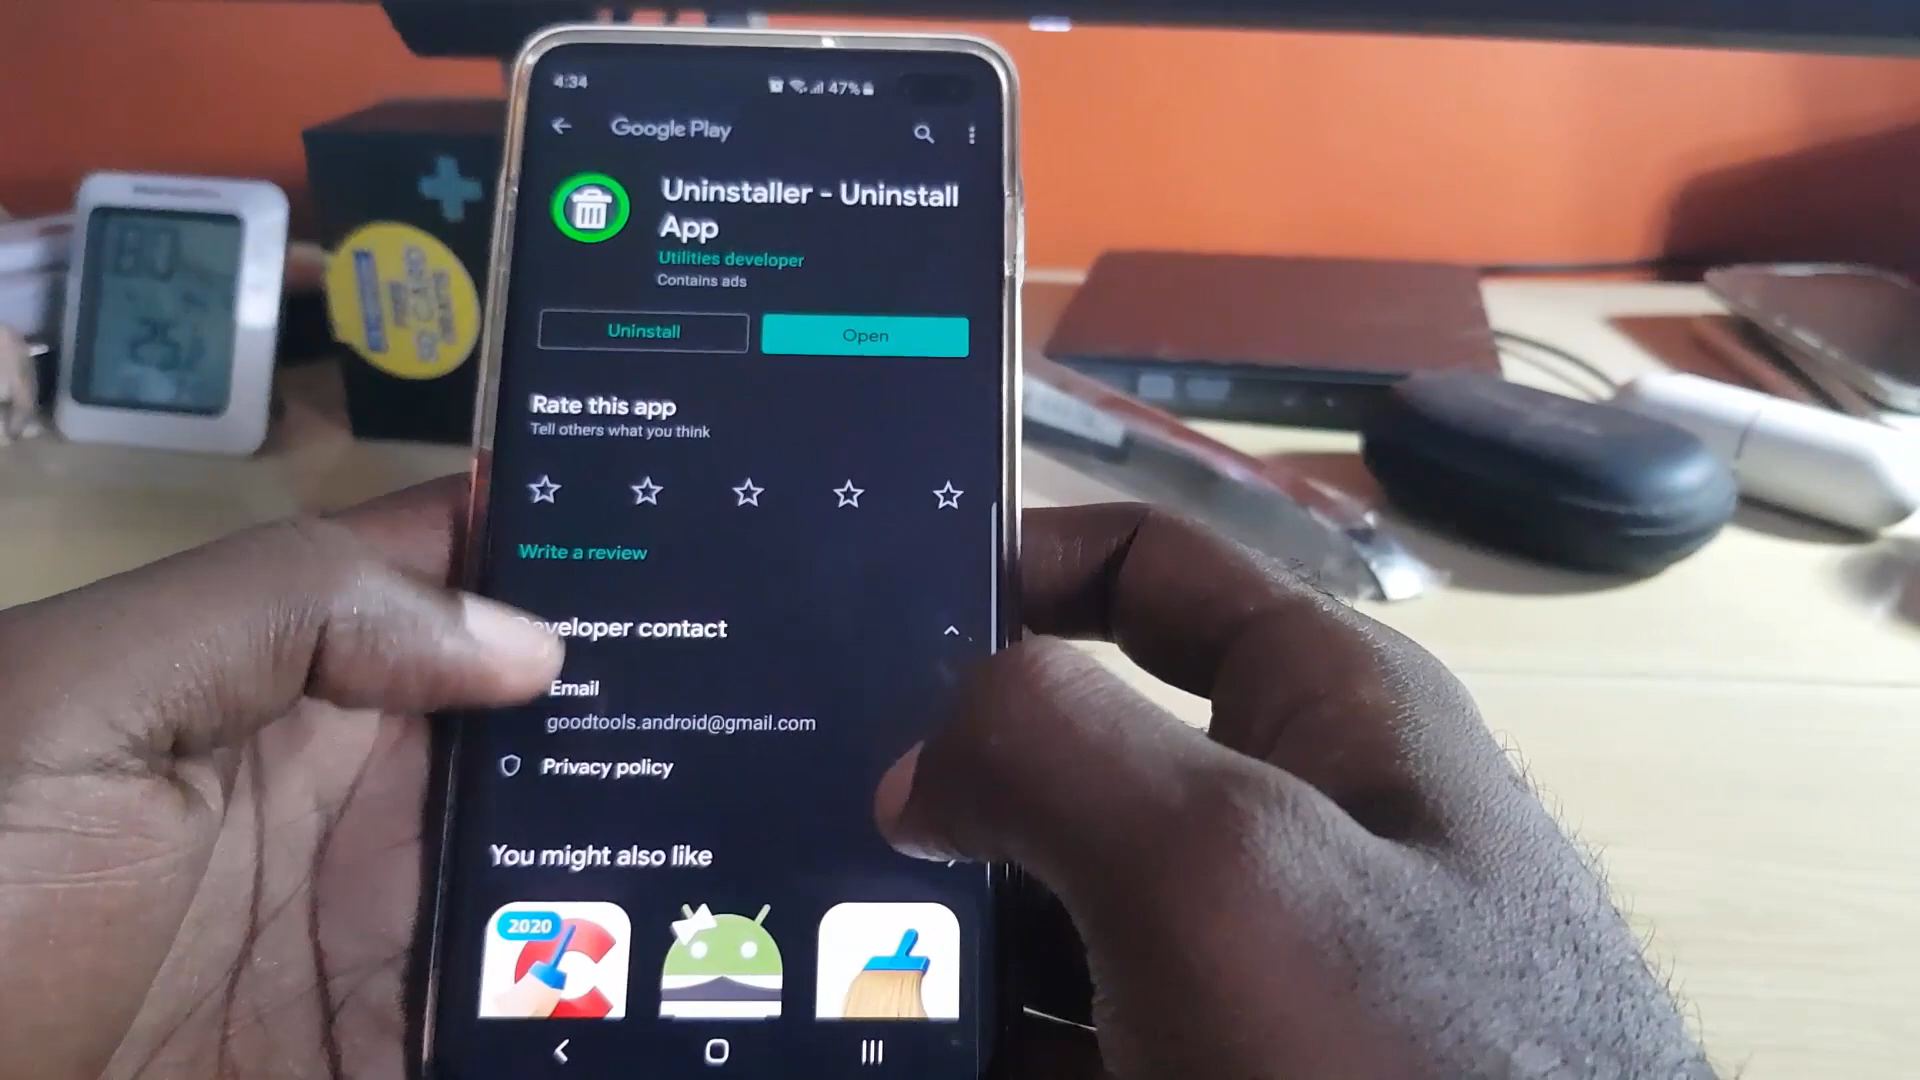 4:34
47%
Google Play
Uninstaller - Uninstall
App
Utilities developer
Contains ads
Uninstall
Open
Rate this app
Tell others what you think
Write a review
veloper contact
Email
goodtools.android@gmail.com
Privacy policy
You might also like
2020